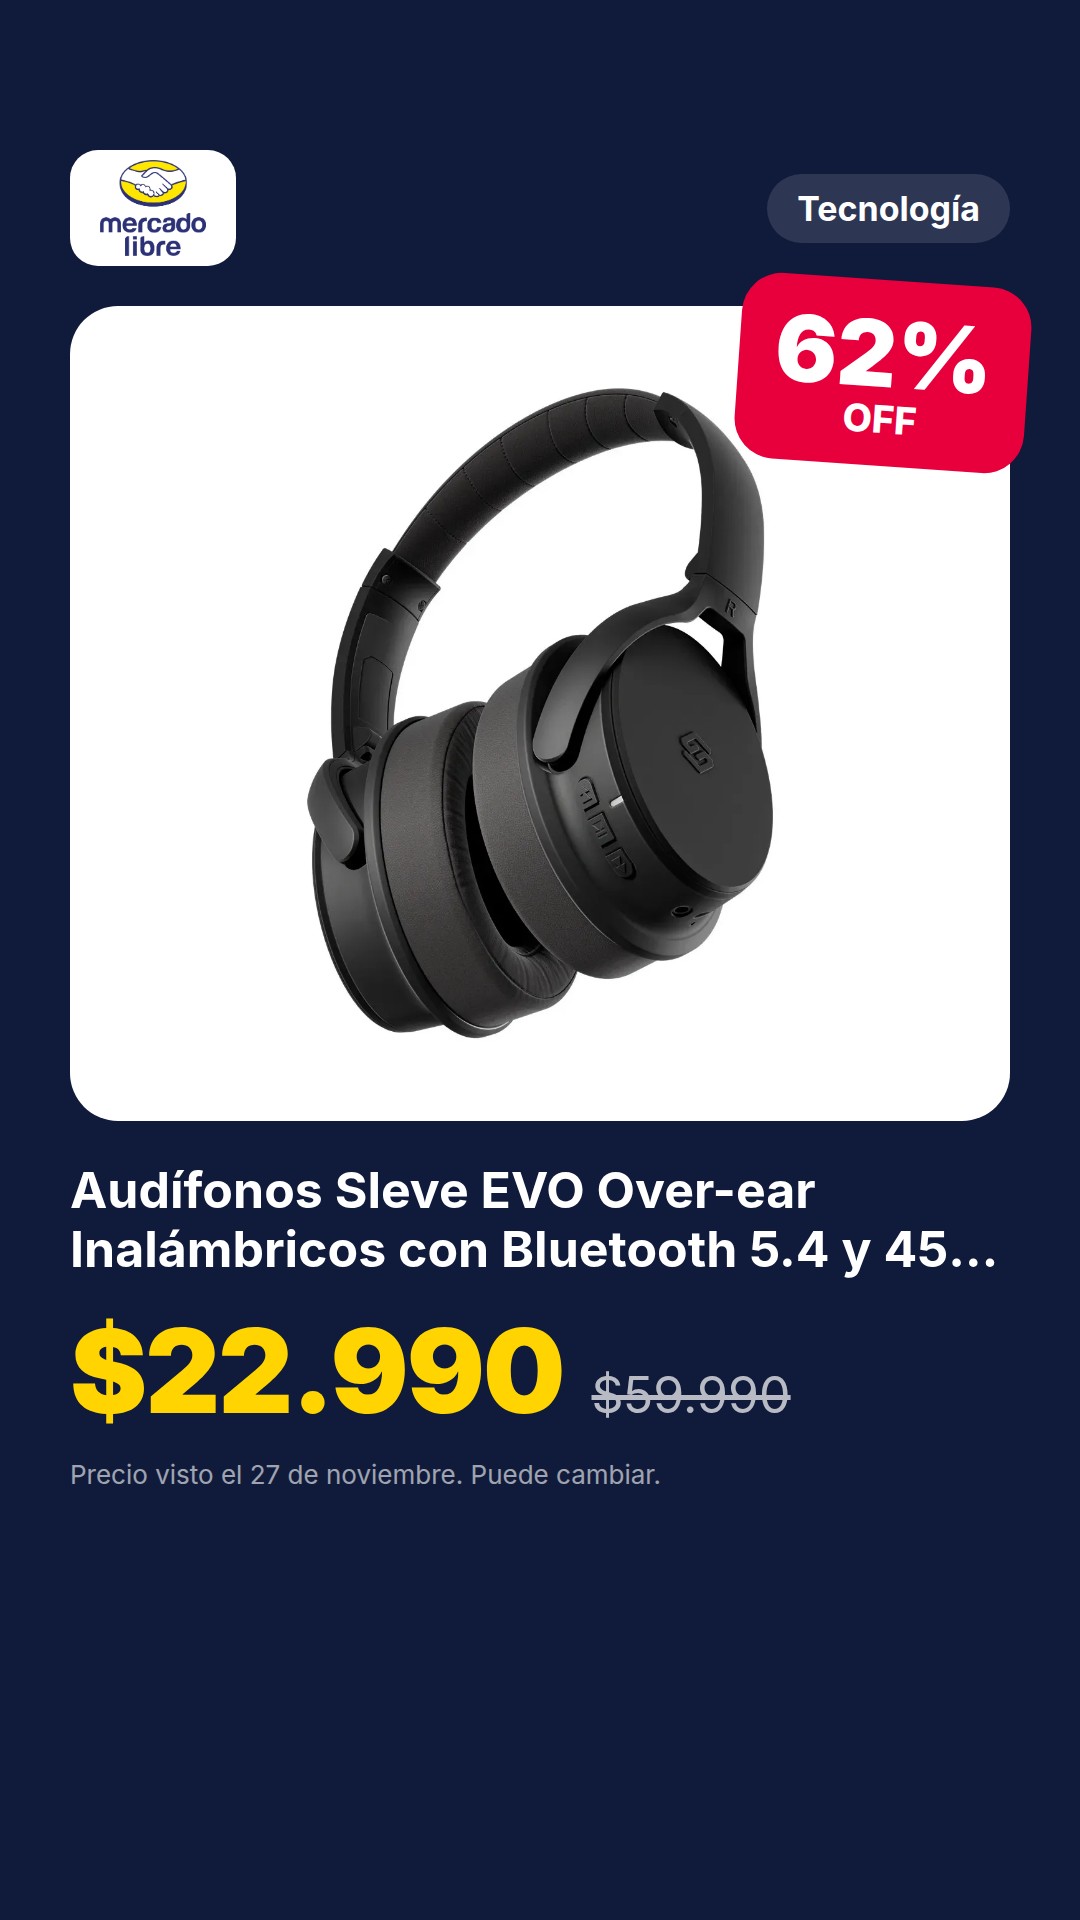 mercado
libre
Tecnología
62%
OFF
R
Audífonos Sleve EVO Over-ear
Inalámbricos con Bluetooth 5.4 y 45...
$22.990 $59.990
Precio visto el 27 de noviembre. Puede cambiar.